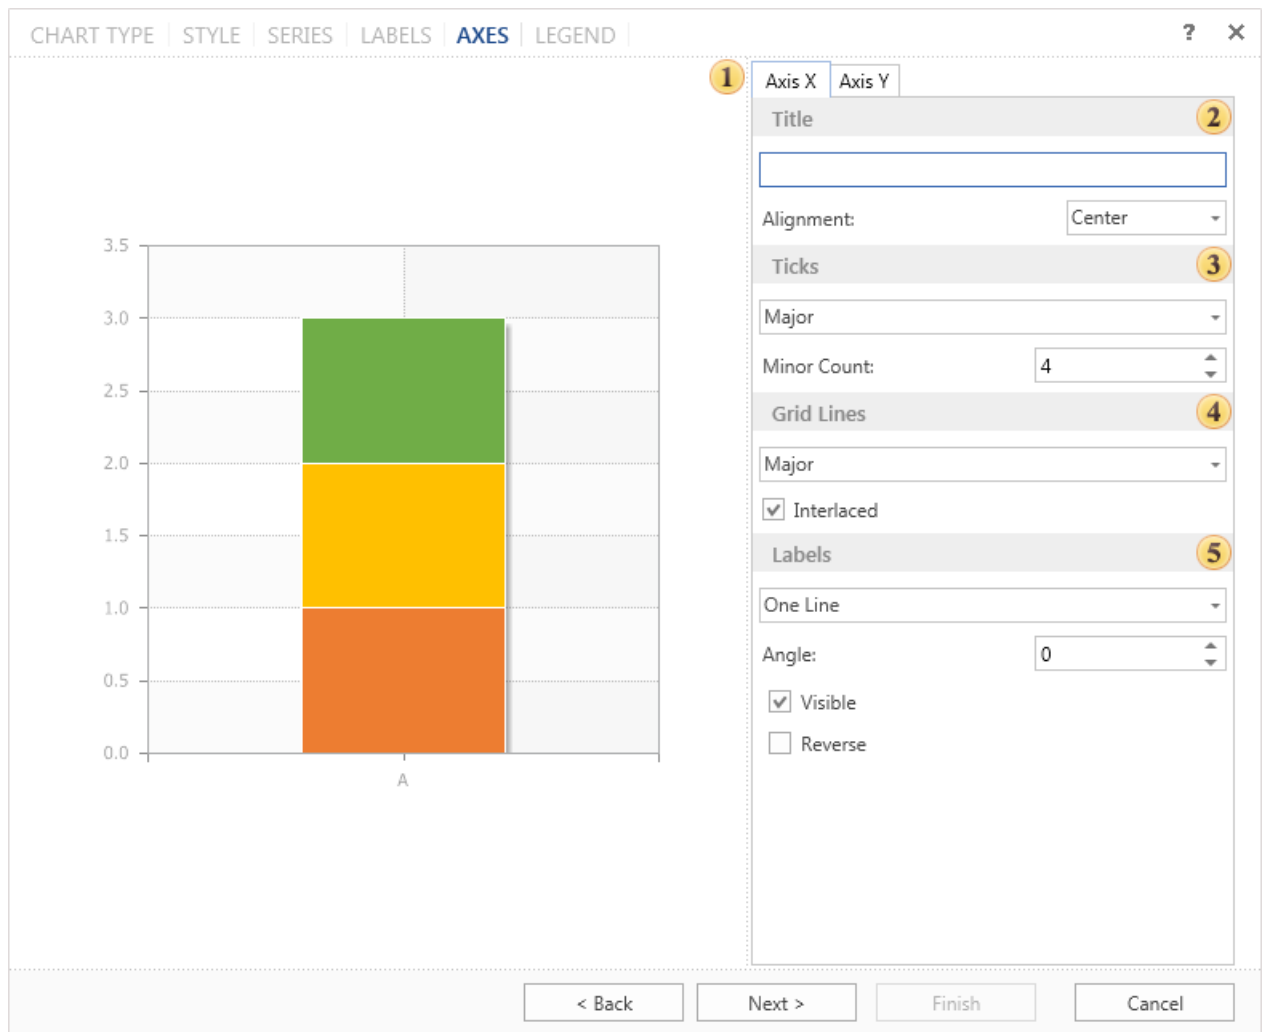 CHART TYPE STYLE SERIES LABELS AXES LEGEND ? ✕
1 Axis X Axis Y
Title 2
Alignment: Center
3.5
Ticks 3
3.0
Major
Minor Count: 4
2.5
Grid Lines 4
2.0
Major
Interlaced
1.5
Labels 5
1.0
One Line
Angle: 0
0.5
Visible
Reverse
0.0
A
< Back Next > Finish Cancel